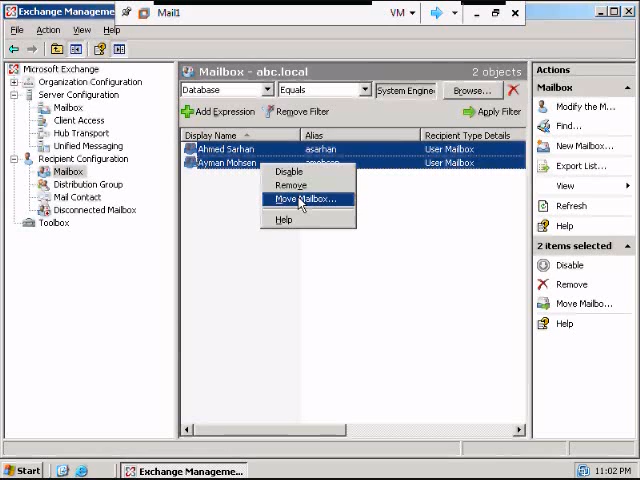 Exchange Manageme
Mail1
VM
File Action View Help
Microsoft Exchange
Organization Configuration
Server Configuration
Mailbox
Client Access
Hub Transport
Unified Messaging
Recipient Configuration
Mailbox
Distribution Group
Mail Contact
Disconnected Mailbox
Toolbox
Mailbox - abc.local 2 objects
Database Equals System Engine Browse...
Add Expression Remove Filter Apply Filter
Display Name Alias Recipient Type Details
Ahmed Sarhan asarhan User Mailbox
Ayman Mohsen User Mailbox
Disable
Remove
Move Mailbox...
Help
Actions
Mailbox
Modify the M...
Find...
New Mailbox...
Export List...
View
Refresh
Help
2 items selected
Disable
Remove
Move Mailbo...
Help
Start Exchange Manageme... 11:02 PM